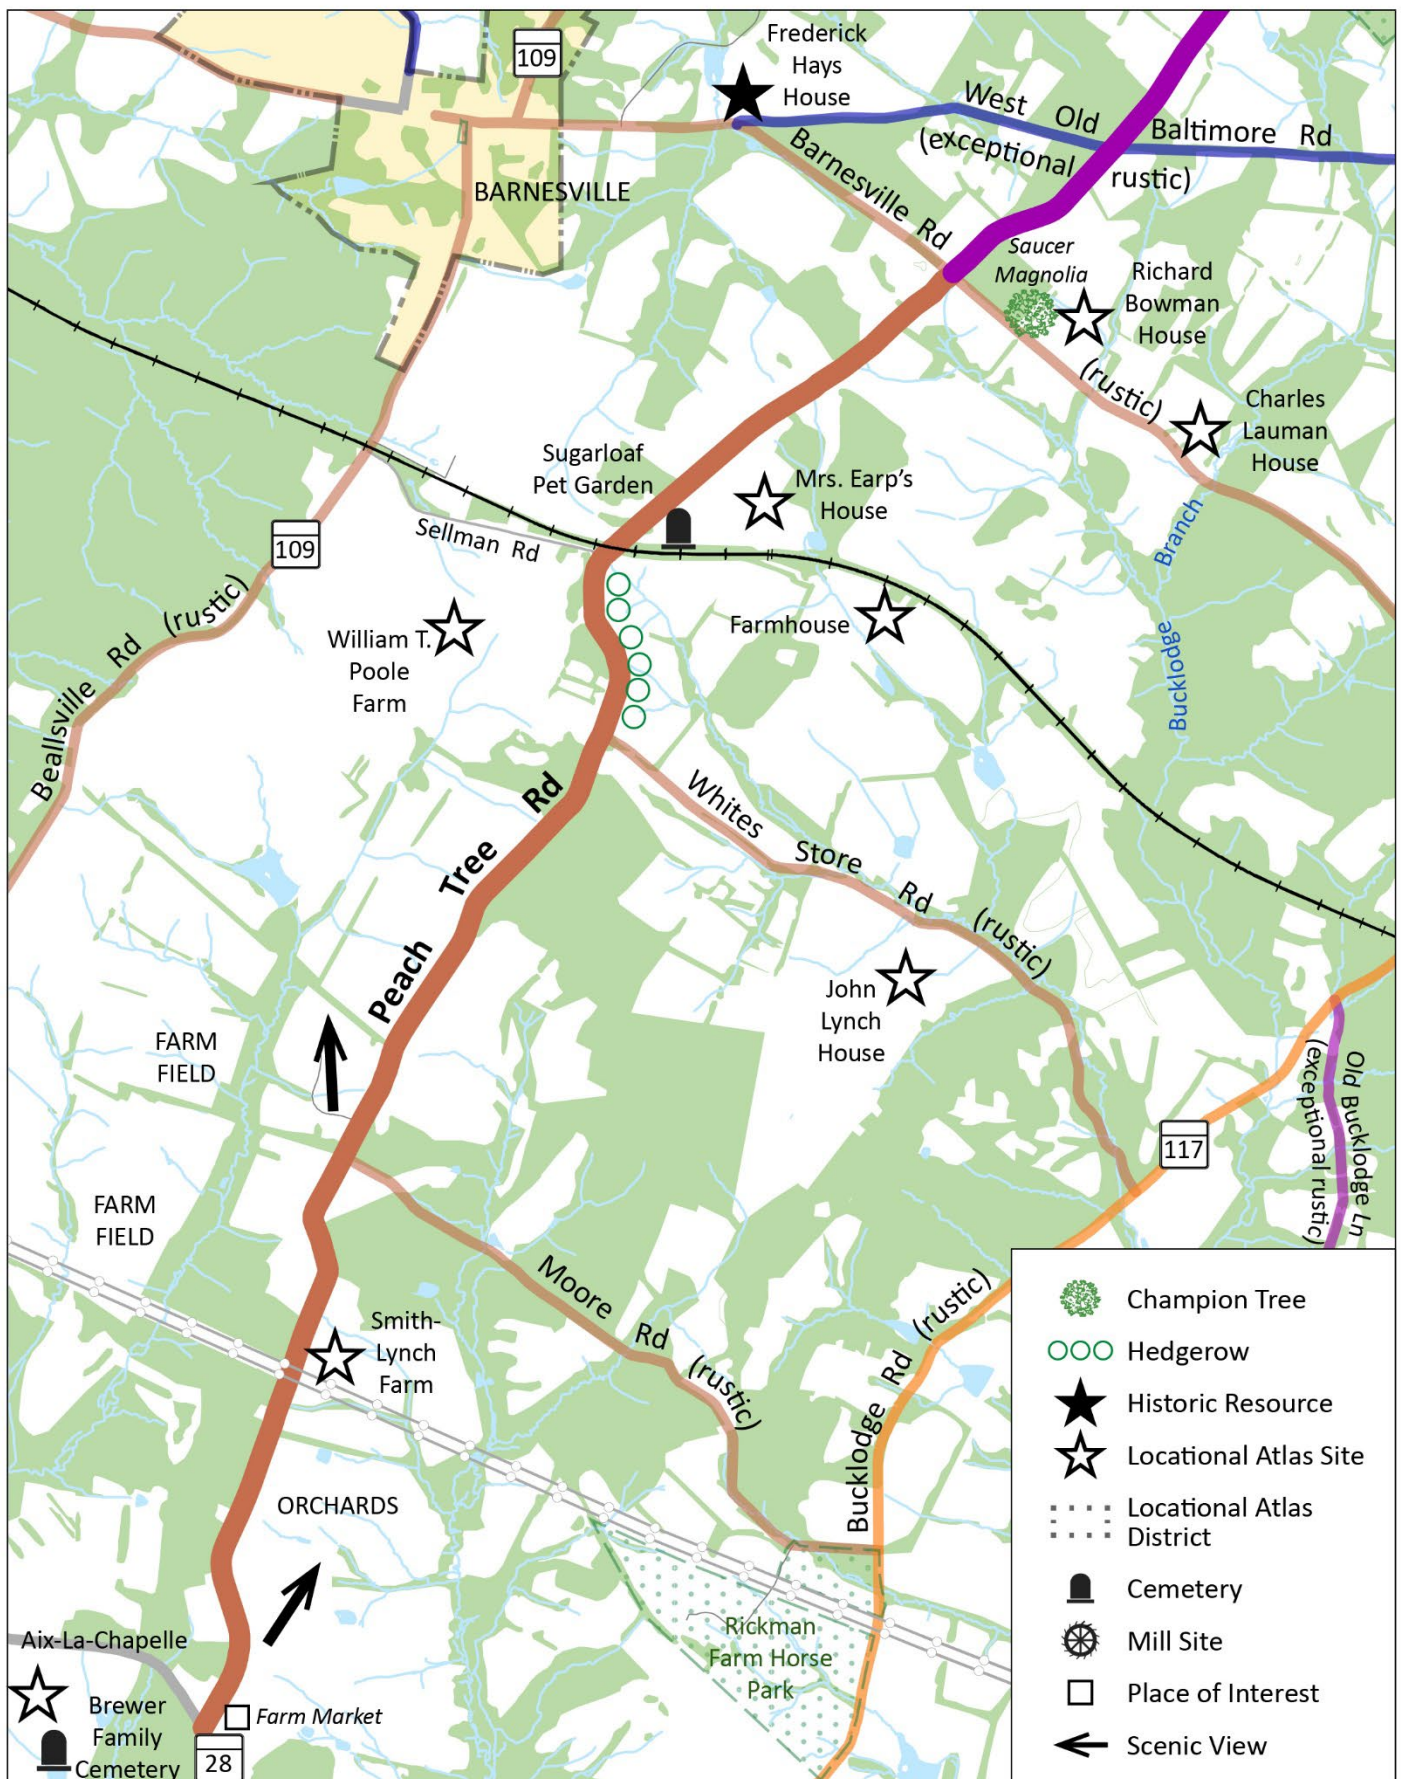 109
Frederick
Hays
House
West Old Baltimore Rd
(exceptional rustic)
Barnesville Rd
(rustic)
BARNESVILLE
Saucer
Magnolia
Richard
Bowman
House
Charles
Lauman
House
Sugarloaf
Pet Garden
Mrs. Earp's
House
Sellman Rd
109
Beallsville Rd (rustic)
William T.
Poole
Farm
Farmhouse
Bucklodge Branch
Whites Store Rd (rustic)
Peach Tree Rd
John
Lynch
House
FARM
FIELD
117
Old Bucklodge Ln
(exceptional rustic)
FARM
FIELD
Moore Rd (rustic)
Bucklodge Rd (rustic)
Smith-
Lynch
Farm
ORCHARDS
Rickman
Farm Horse
Park
Aix-La-Chapelle
Brewer
Family
Cemetery
Farm Market
28
Champion Tree
Hedgerow
Historic Resource
Locational Atlas Site
Locational Atlas
District
Cemetery
Mill Site
Place of Interest
Scenic View